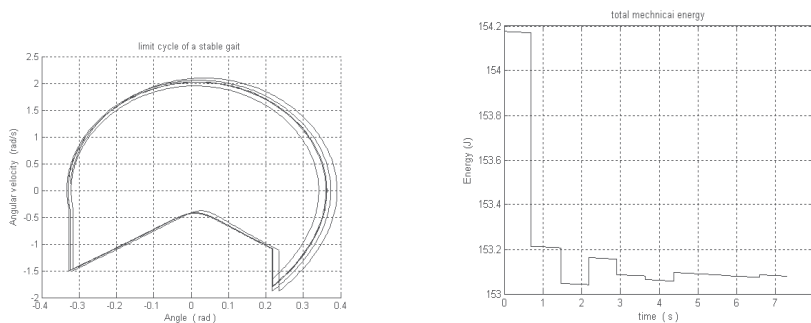 limit cycle of a stable gait
2.5
2
1.5
1
0.5
0
-0.5
-1
-1.5
-2
Angular velocity (rad/s)
-0.4 -0.3 -0.2 -0.1 0 0.1 0.2 0.3 0.4
Angle ( rad )
total mechnicai energy
154.2
154
153.8
153.6
153.4
153.2
153
Energy (J)
0 1 2 3 4 5 6 7 8
time ( s )